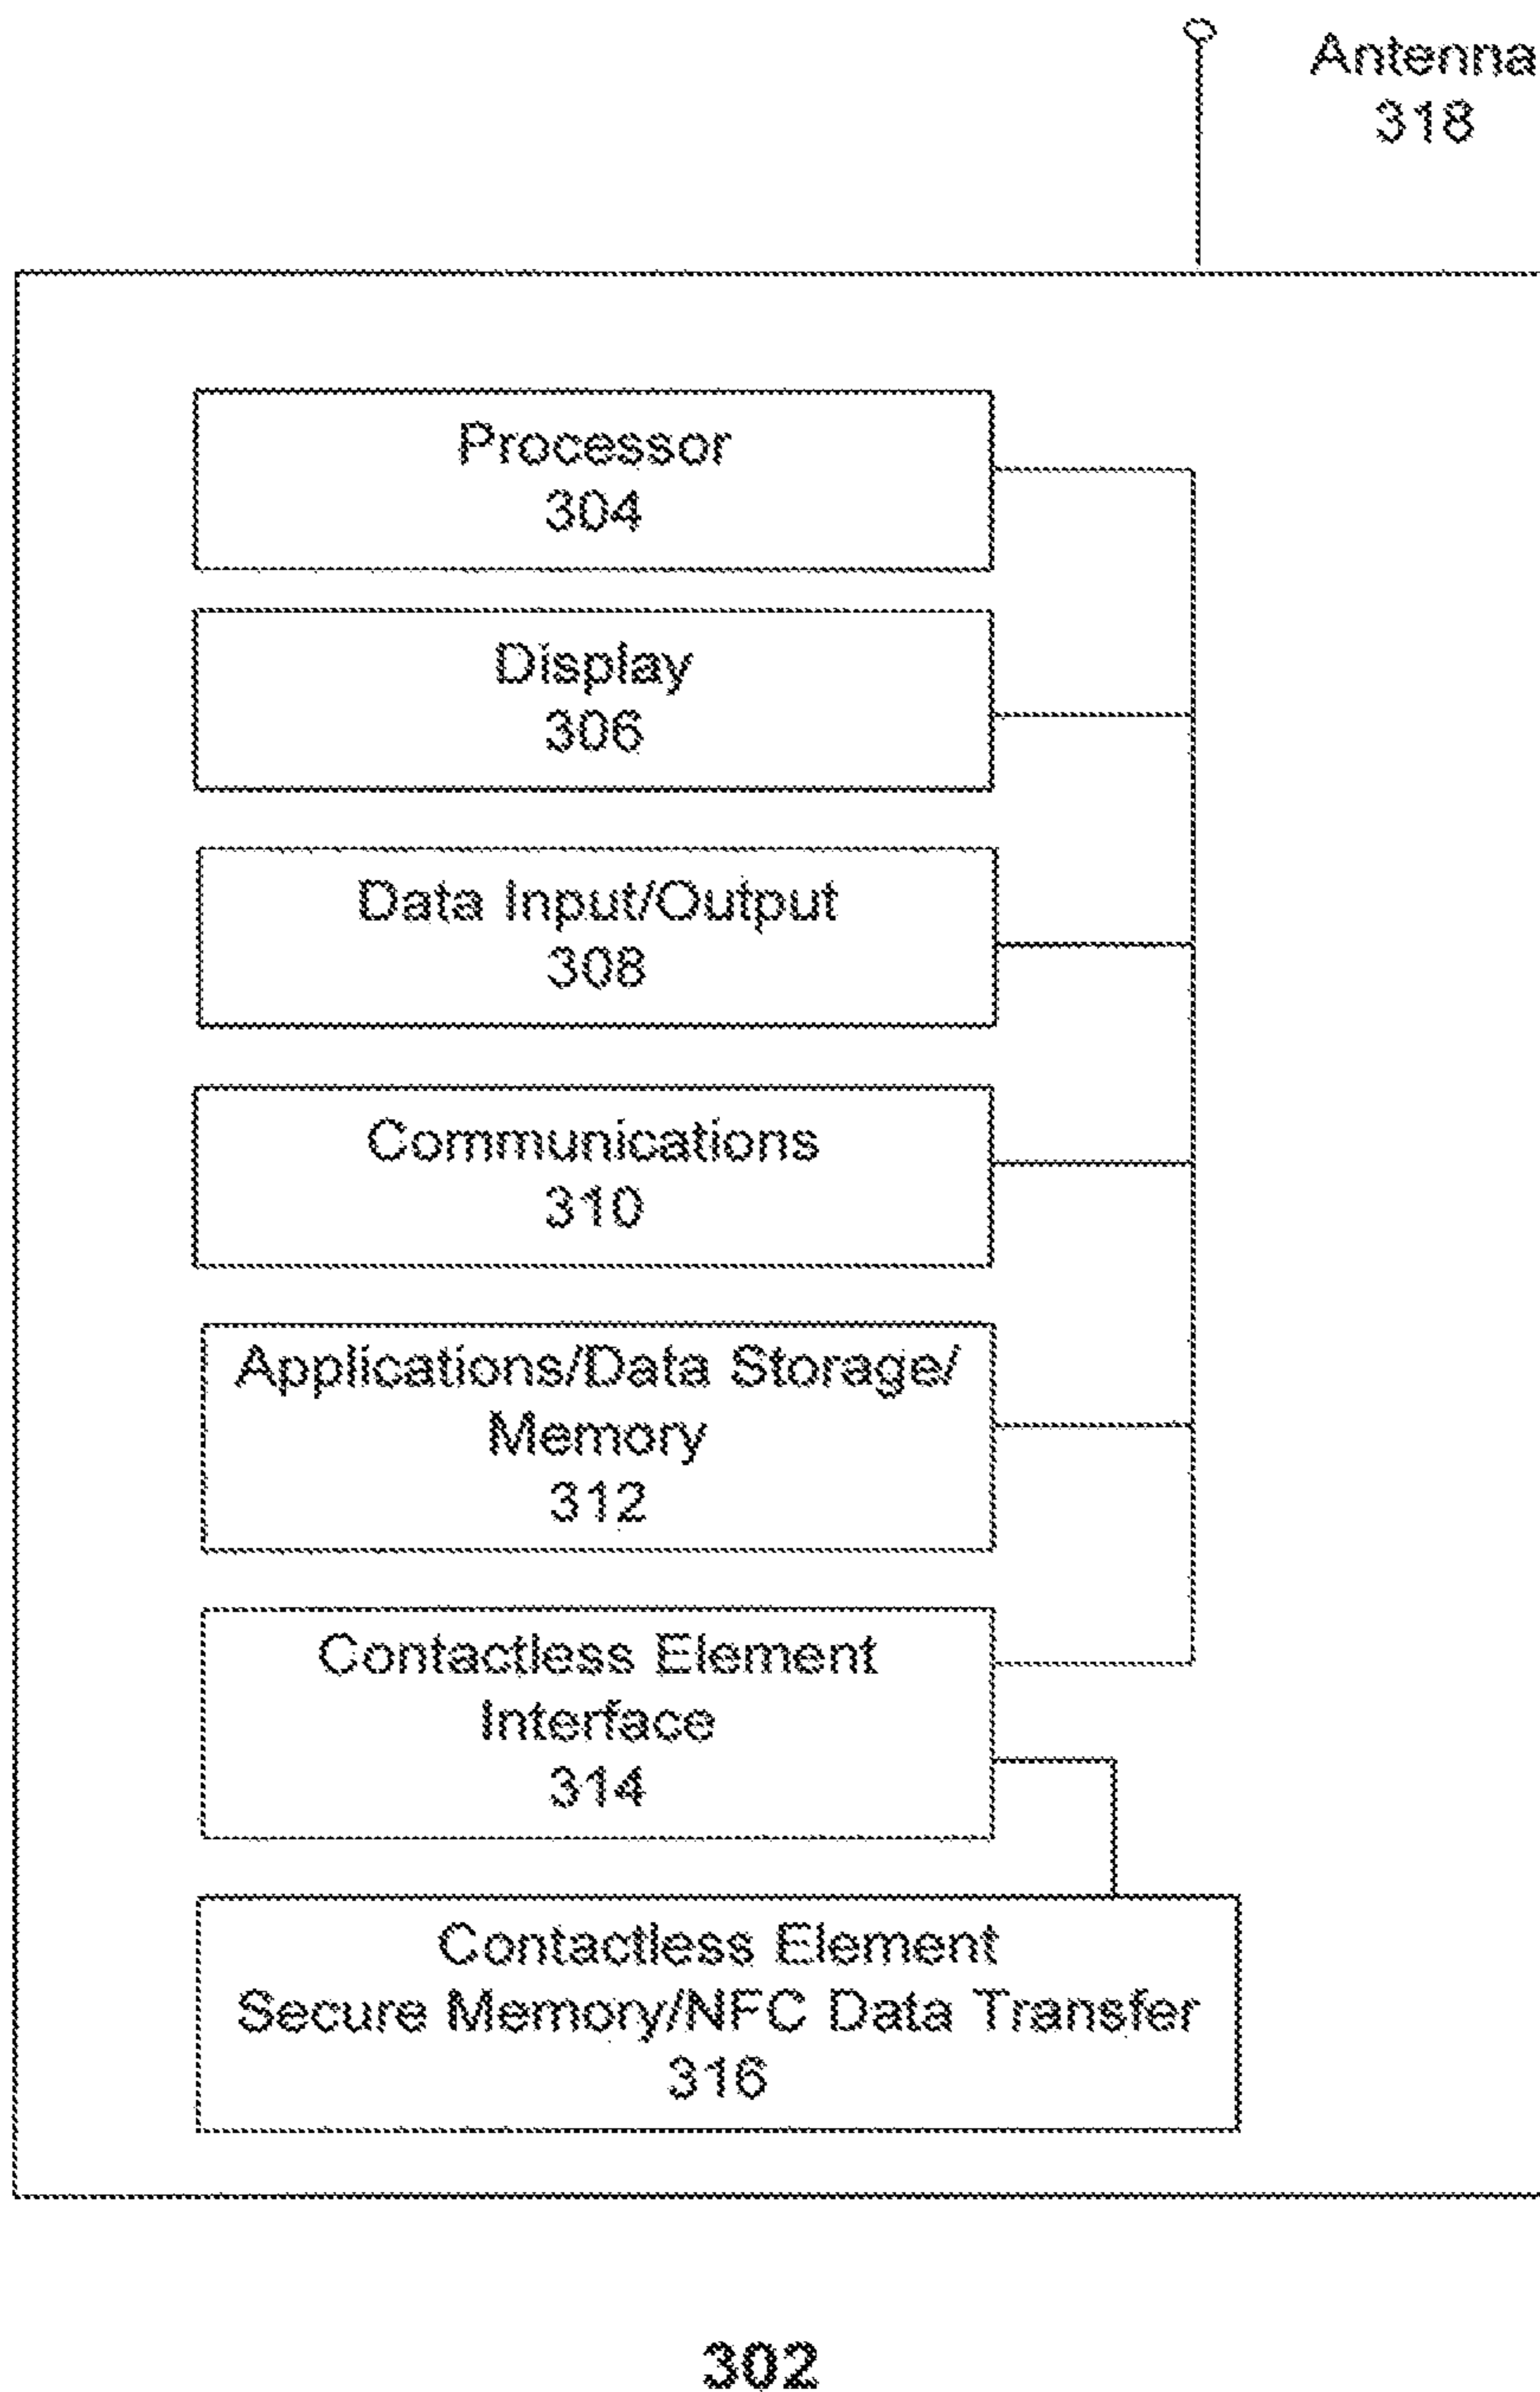 Antenna
318
Processor
304
Display
306
Data Input/Output
308
Communications
310
Applications/Data Storage/
Memory
312
Contactless Element
Interface
314
Contactless Element
Secure Memory/NFC Data Transfer
316
302